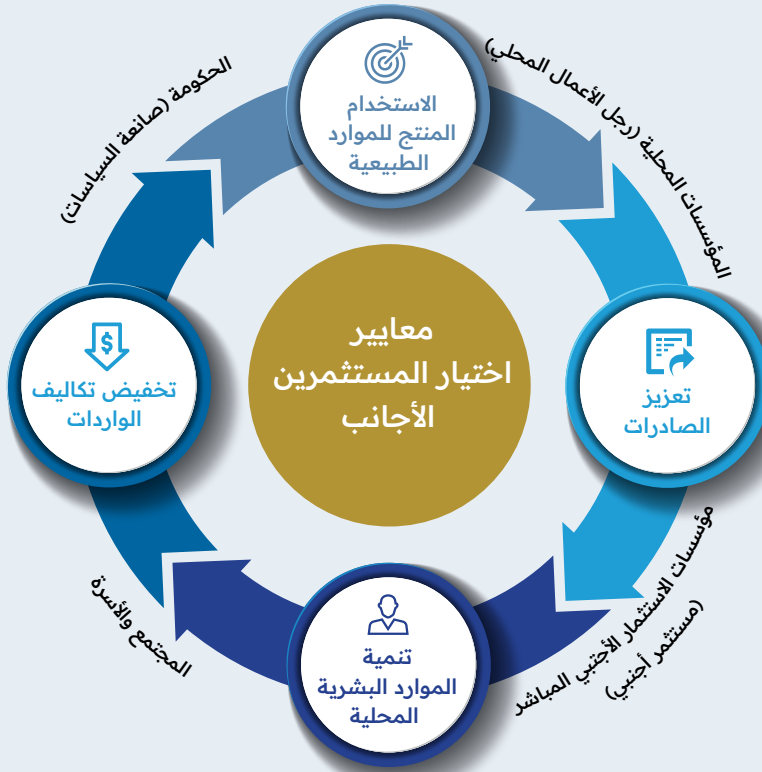 معايير
اختيار المستثمرين
الأجانب
الاستخدام
المنتج للموارد
الطبيعية
المؤسسات المحلية (رجل الأعمال المحلي)
تعزيز
الصادرات
مؤسسات الاستثمار الأجتبي المباشر
(مستثمر أجنبي)
تنمية
الموارد البشرية
المحلية
المجتمع والأسرة
تخفيض تكاليف
الواردات
$
الحكومة (صانعة السياسات)